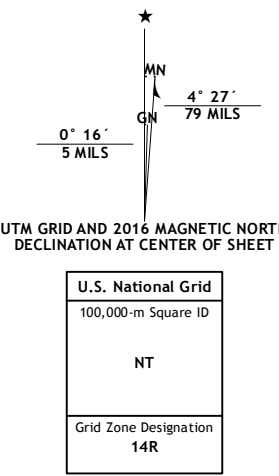 ★
MN
4° 27´
79 MILS
GN
0° 16´
5 MILS
UTM GRID AND 2016 MAGNETIC NORTH
DECLINATION AT CENTER OF SHEET
U.S. National Grid
100,000-m Square ID
NT
Grid Zone Designation
14R